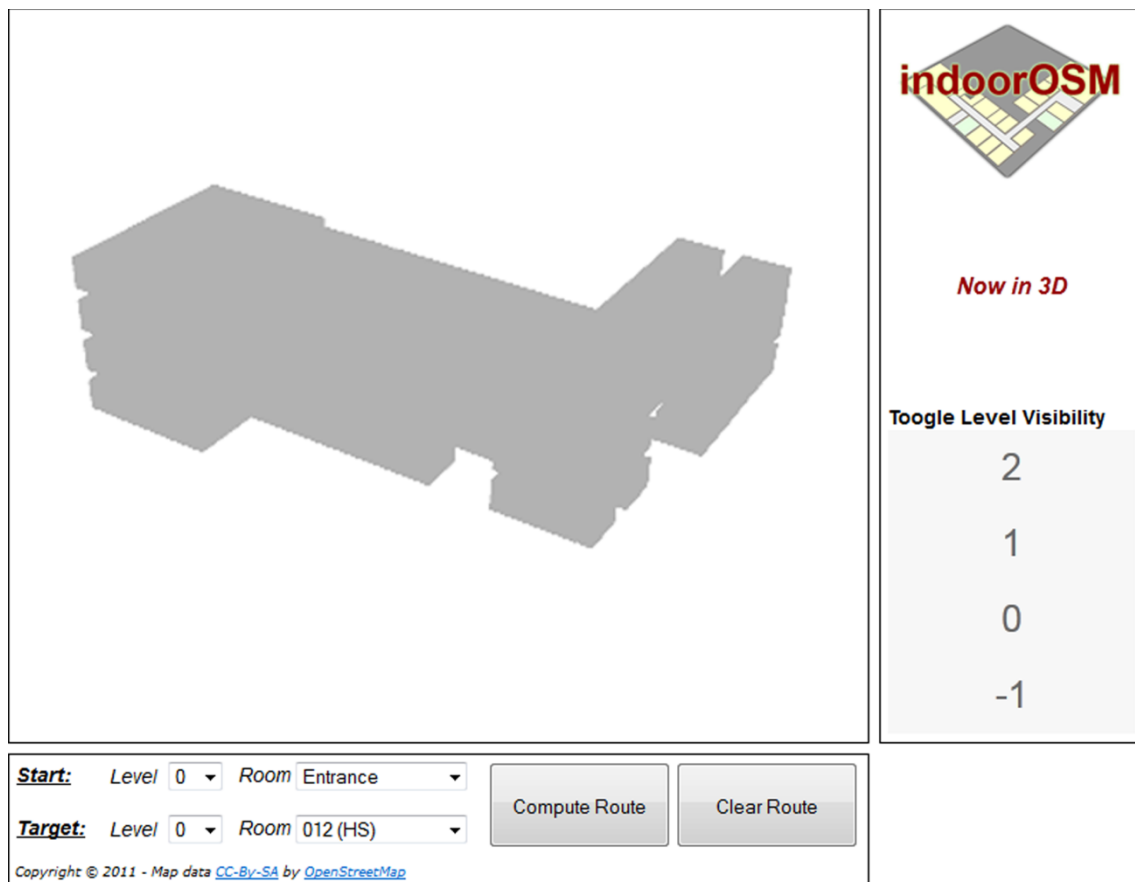 indoorOSM
Now in 3D
Toogle Level Visibility
2
1
0
-1
Start: Level 0 Room Entrance
Target: Level 0 Room 012 (HS)
Compute Route
Clear Route
Copyright © 2011 - Map data CC-By-SA by OpenStreetMap